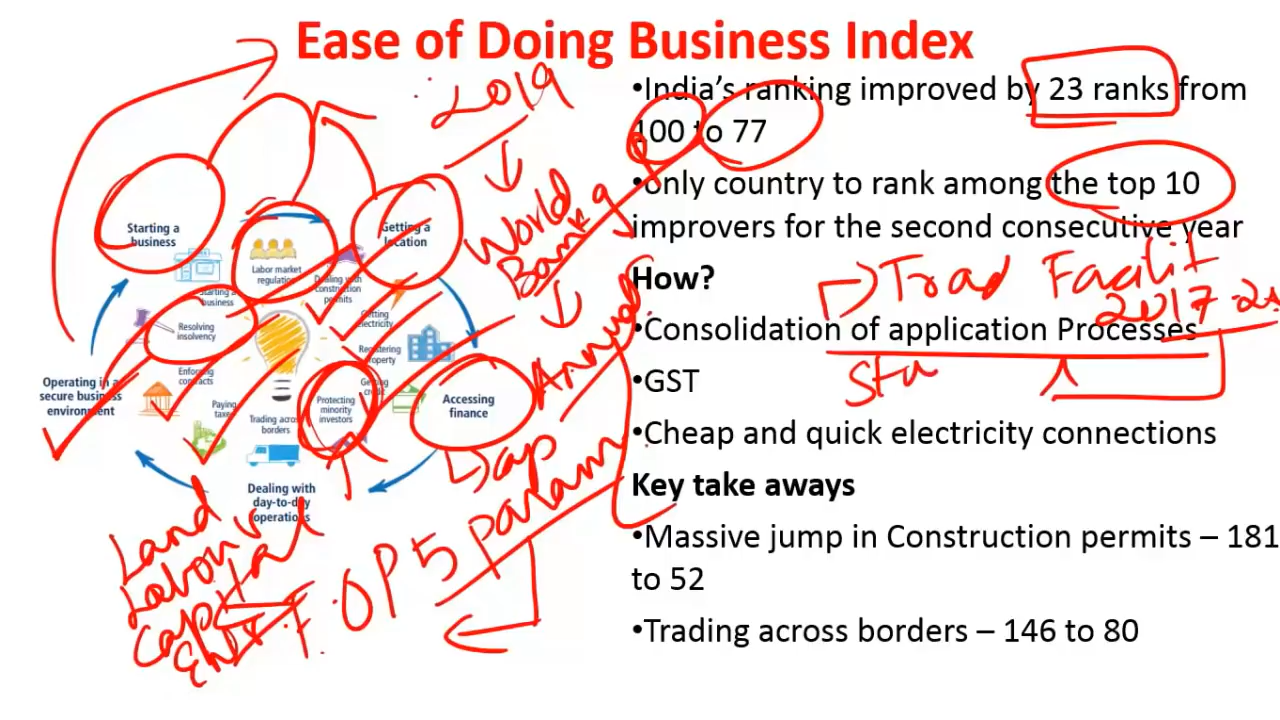 Ease of Doing Business Index
•India's ranking improved by 23 ranks from
100 to 77
•only country to rank among the top 10
improvers for the second consecutive year
How?
•Consolidation of application Processes
•GST
•Cheap and quick electricity connections
Key take aways
•Massive jump in Construction permits – 181
to 52
•Trading across borders – 146 to 80
Starting a
business
Labor market
regulation
Getting a
location
Starting a
business
Dealing with
construction
permits
Resolving
insolvency
Getting
electricity
Registering
property
Enforcing
contracts
Getting
credit
Operating in a
secure business
environment
Paying
taxes
Trading across
borders
Protecting
minority
investors
Accessing
finance
Dealing with
day-to-day
operations
2019
World
Bank
Annual
Trad Facilit
2017-2
Sta
param
OP 5
Land
Labour
Capital